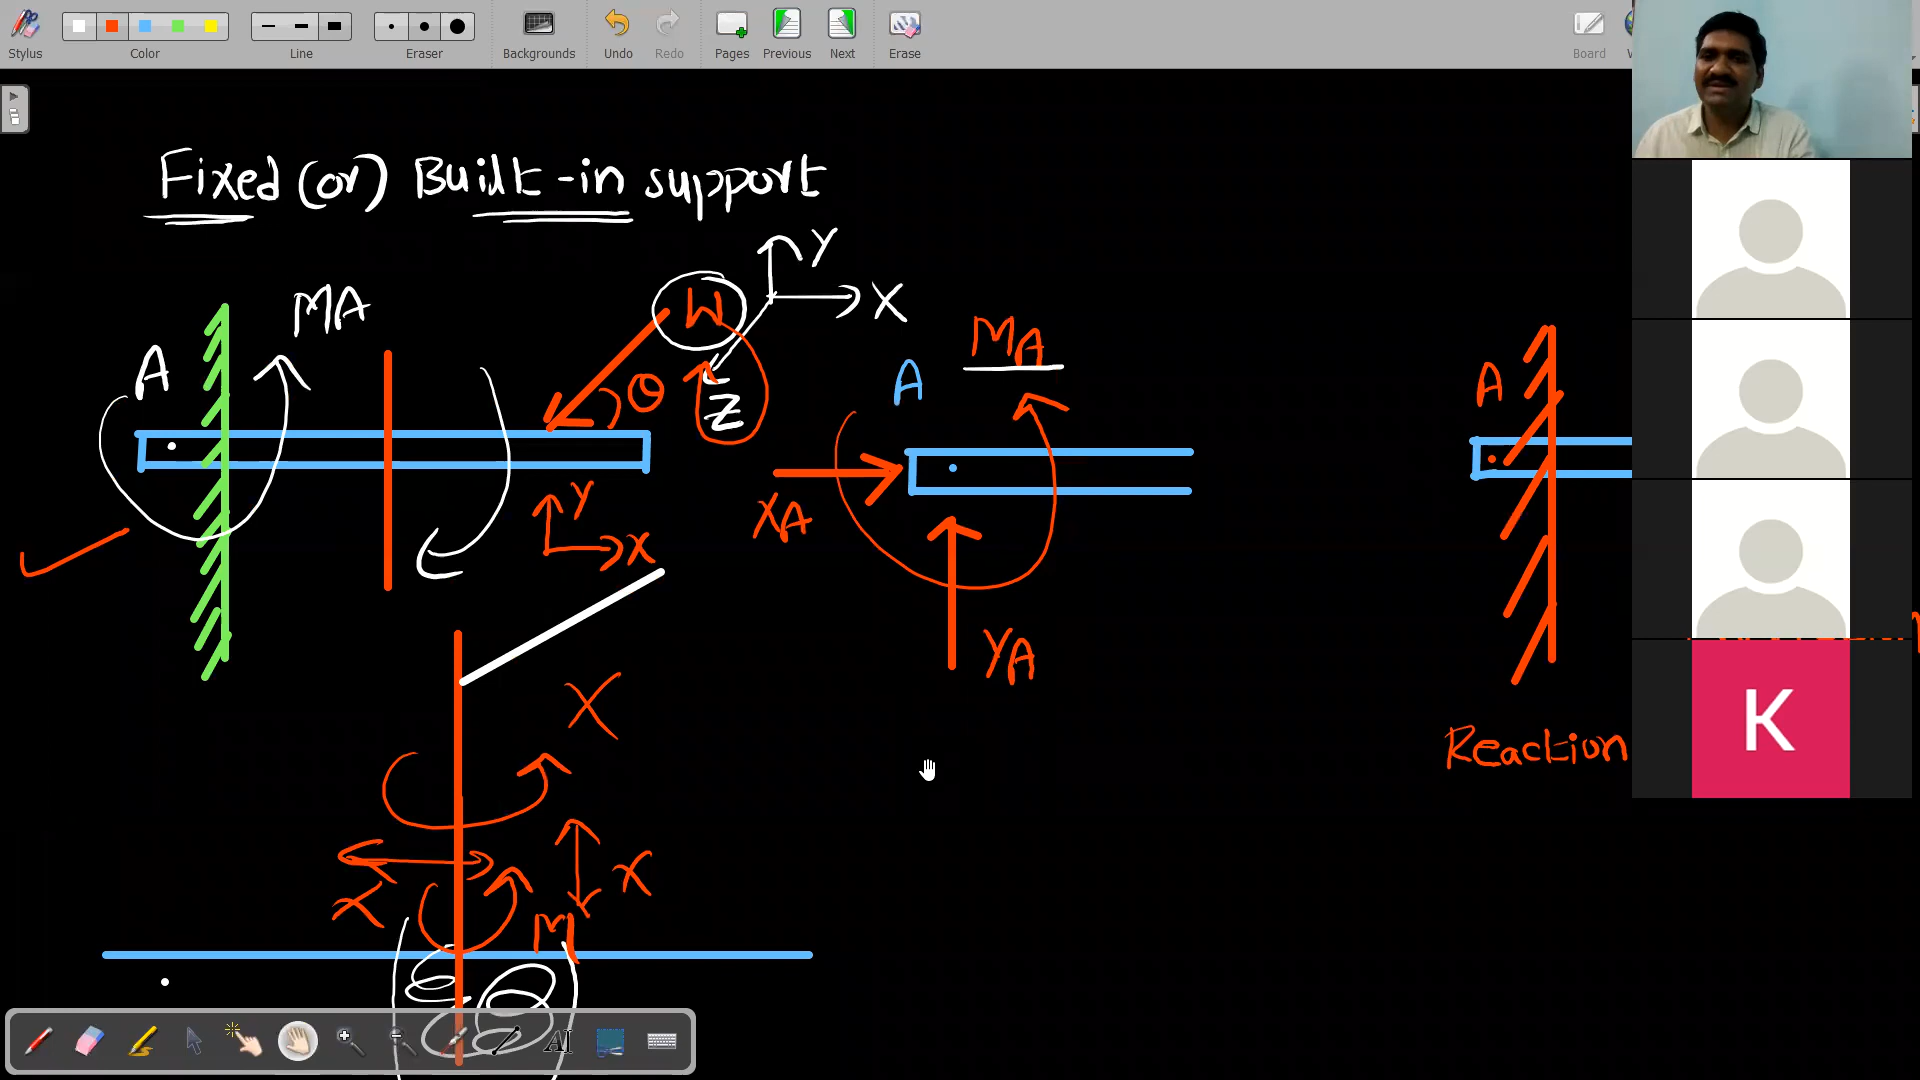 Stylus
Color
Line
Eraser
Backgrounds
Undo
Redo
Pages
Previous
Next
Erase
Board
Fixed (or) Built-in support
Y
X
Z
MA
A
W
θ
Y
X
A
MA
XA
YA
A
Reaction
X
X
X
M
AI
K